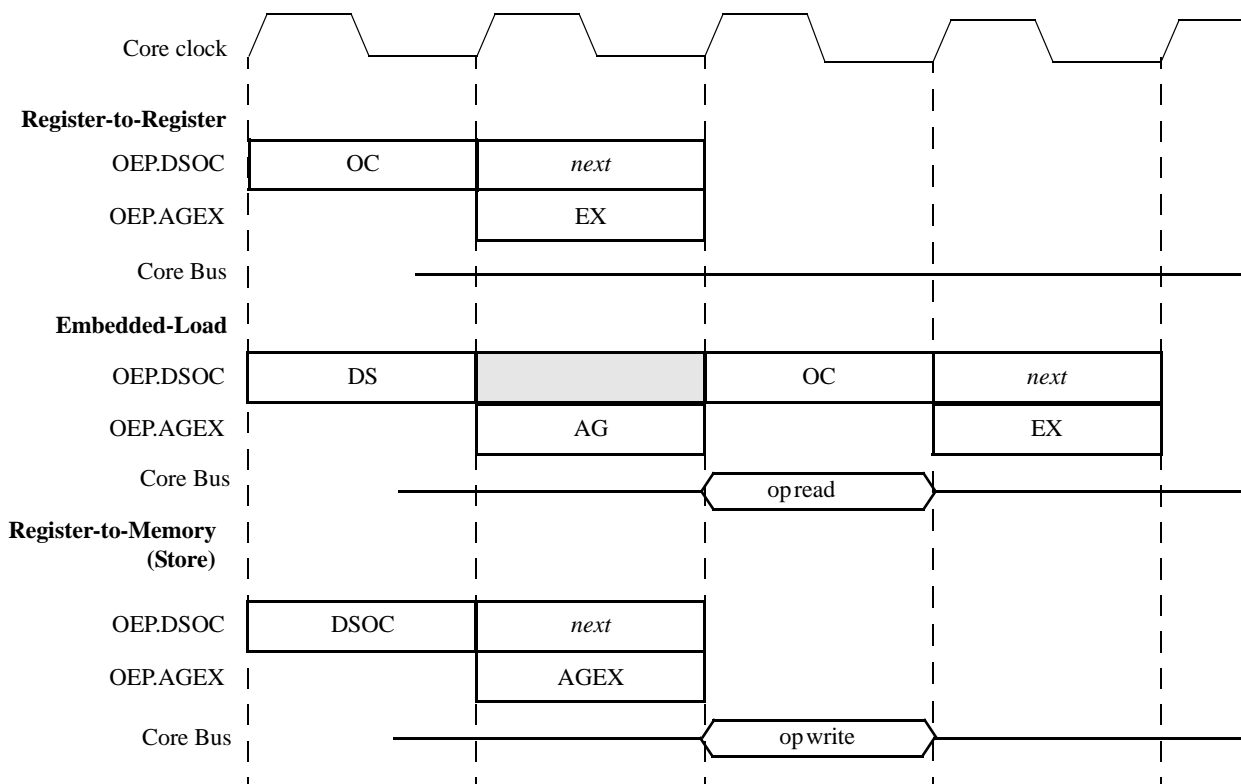 Core clock
Register-to-Register
OEP.DSOC OC next
OEP.AGEX EX
Core Bus
Embedded-Load
OEP.DSOC DS OC next
OEP.AGEX AG EX
Core Bus op read
Register-to-Memory
(Store)
OEP.DSOC DSOC next
OEP.AGEX AGEX
Core Bus op write